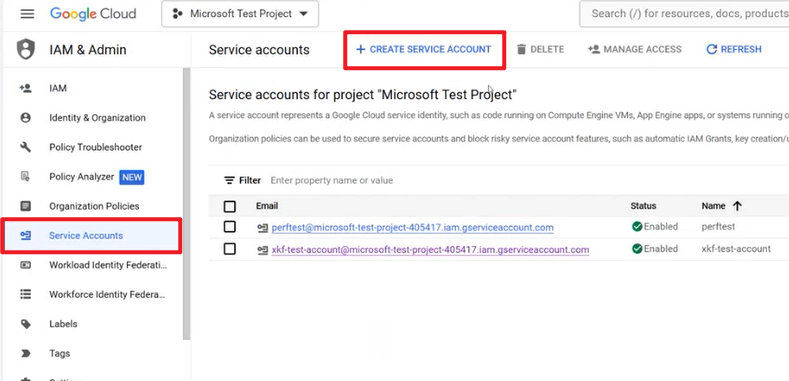 Google Cloud
Microsoft Test Project
Search (/) for resources, docs, products
IAM & Admin
Service accounts
+ CREATE SERVICE ACCOUNT
DELETE
MANAGE ACCESS
REFRESH
IAM
Identity & Organization
Policy Troubleshooter
Policy Analyzer NEW
Organization Policies
Service Accounts
Workload Identity Federati...
Workforce Identity Federa...
Labels
Tags
Service accounts for project "Microsoft Test Project"
A service account represents a Google Cloud service identity, such as code running on Compute Engine VMs, App Engine apps, or systems running o
Organization policies can be used to secure service accounts and block risky service account features, such as automatic IAM Grants, key creation/u
Filter Enter property name or value
Email Status Name
perftest@microsoft-test-project-405417.iam.gserviceaccount.com Enabled perftest
xkf-test-account@microsoft-test-project-405417.iam.gserviceaccount.com Enabled xkf-test-account